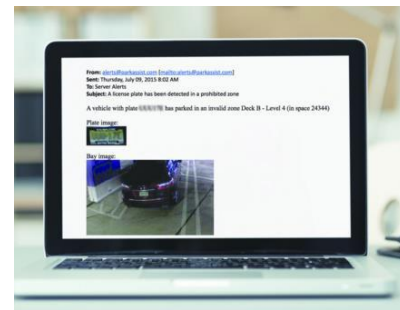 From: alerts@parkassist.com [mailto:alerts@parkassist.com]
Sent: Thursday, July 09, 2015 8:02 AM
To: Server Alerts
Subject: A license plate has been detected in a prohibited zone
A vehicle with plate has parked in an invalid zone Deck B - Level 4 (in space 24344)
Plate image:
Bay image: